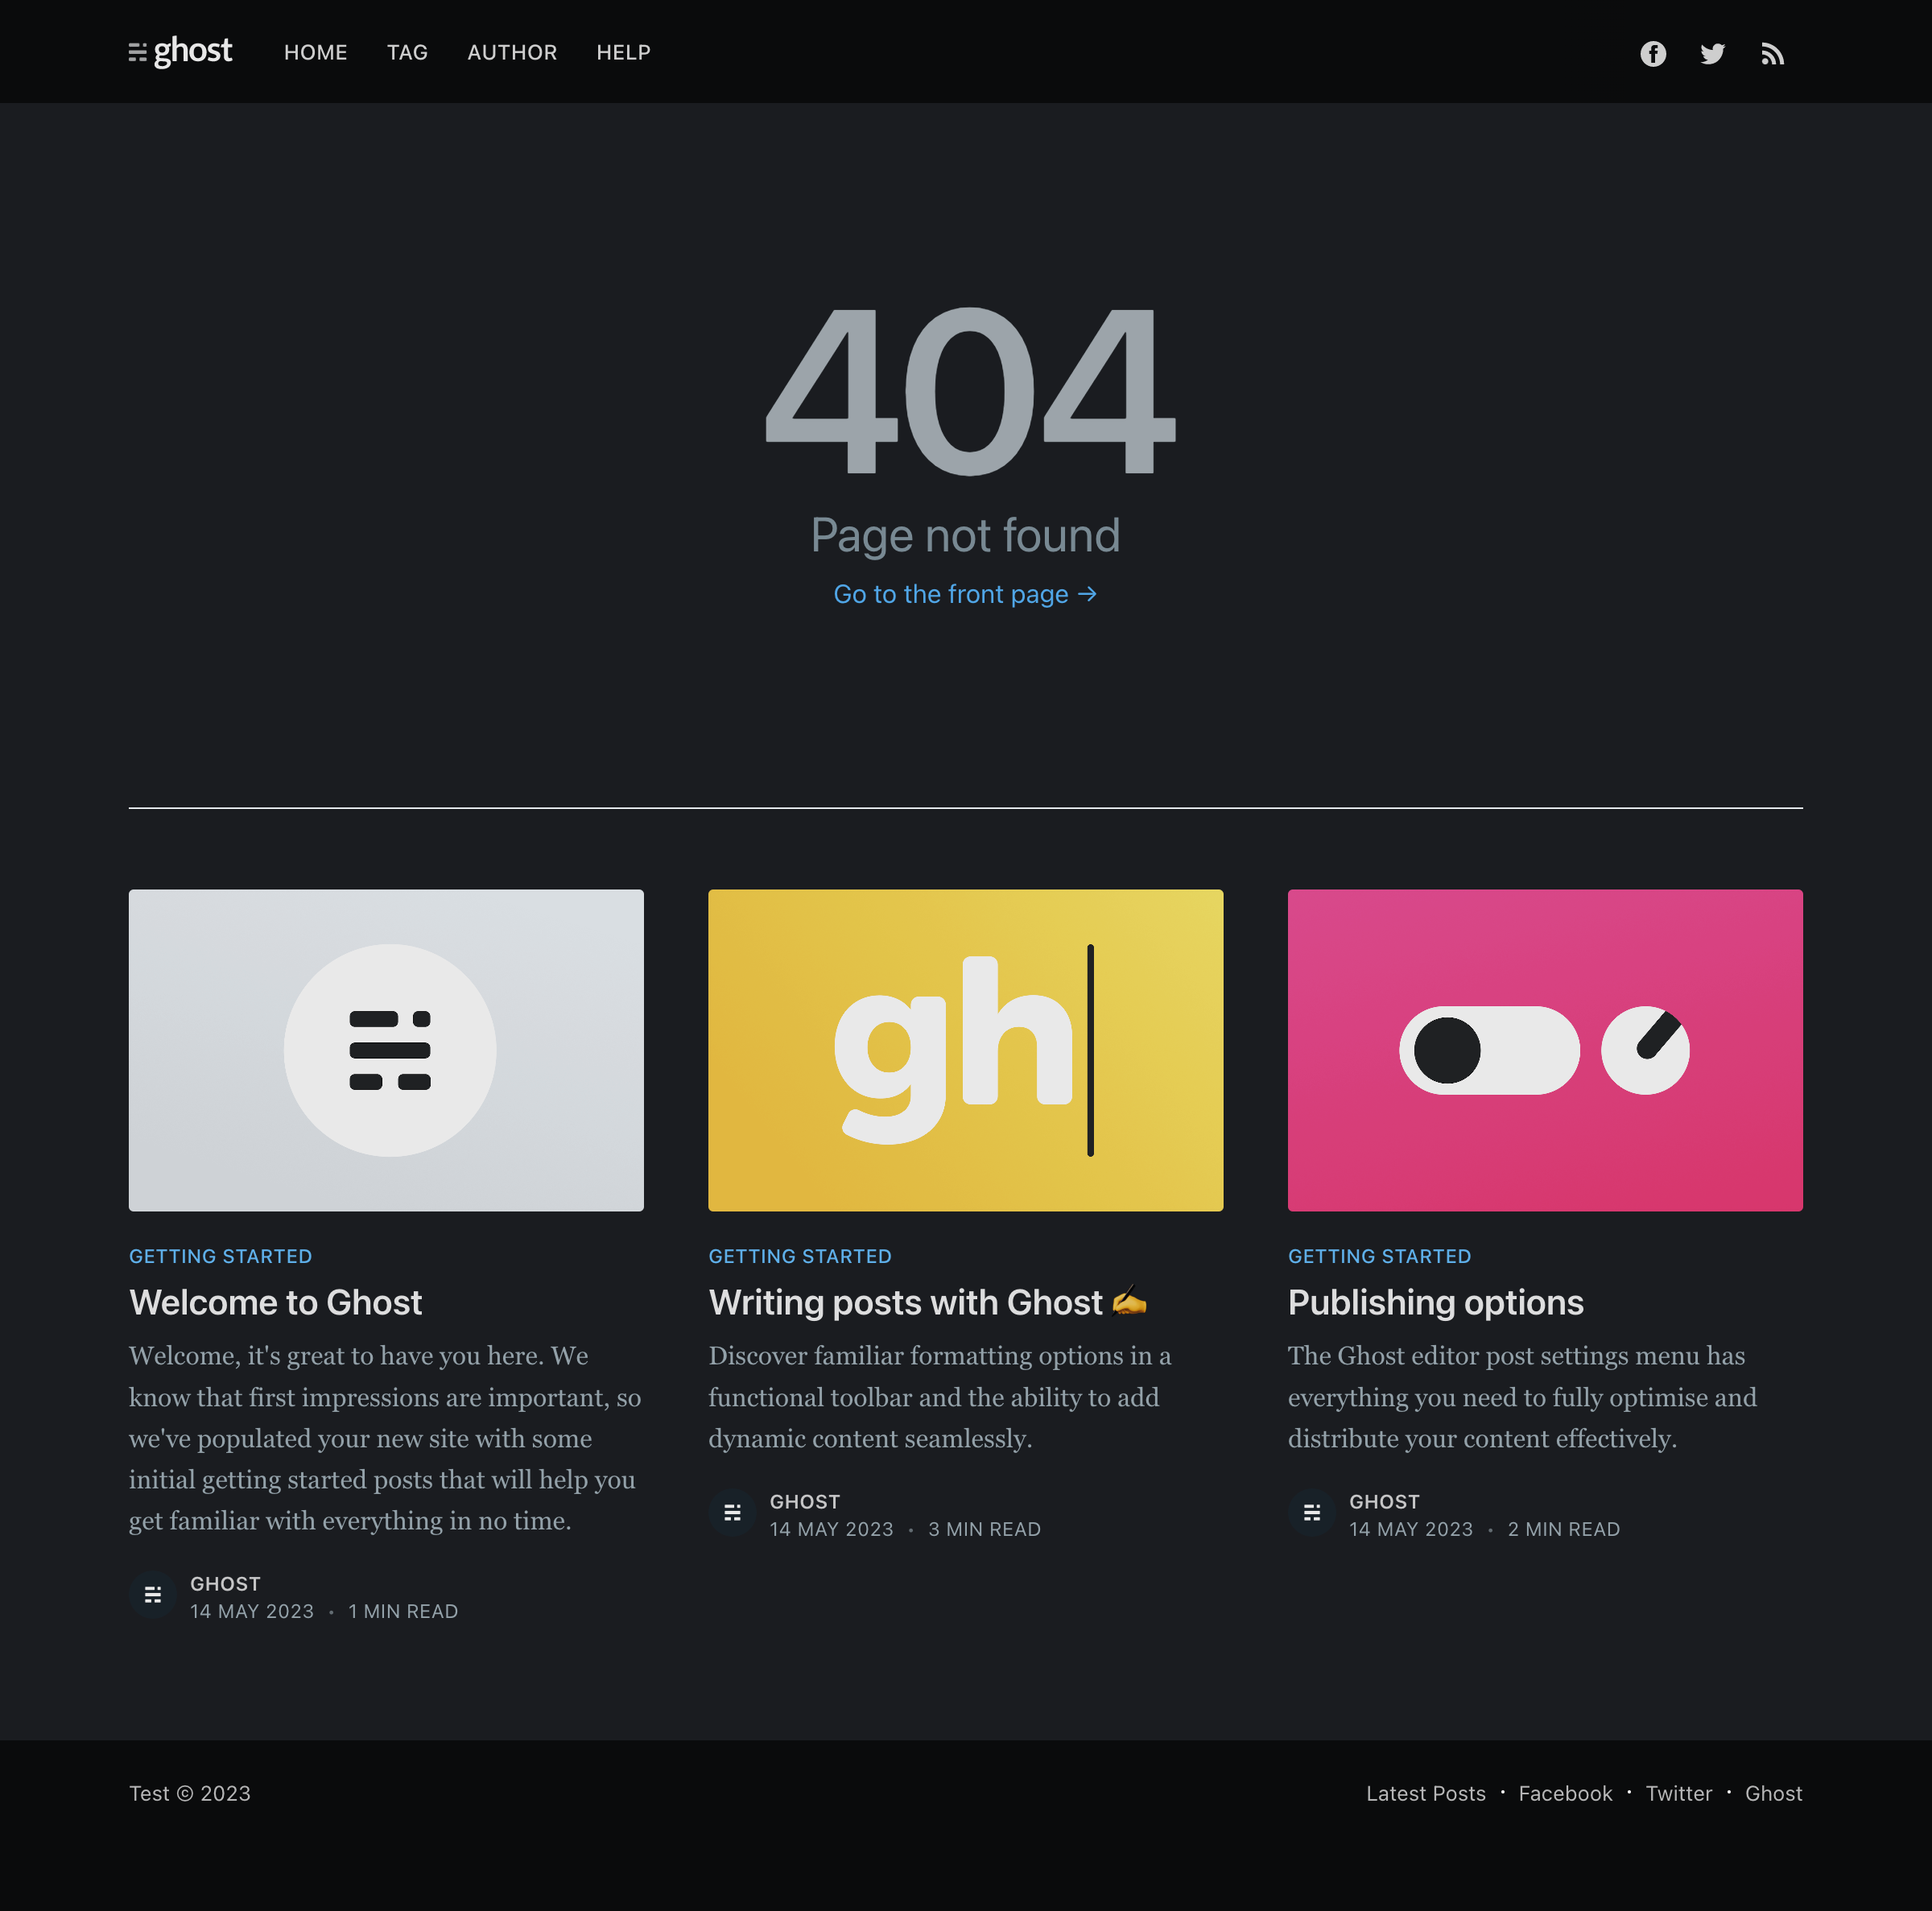 ghost HOME TAG AUTHOR HELP
404
Page not found
Go to the front page →
gh
GETTING STARTED
Welcome to Ghost
Welcome, it's great to have you here. We
know that first impressions are important, so
we've populated your new site with some
initial getting started posts that will help you
get familiar with everything in no time.
GHOST
14 MAY 2023 • 1 MIN READ
GETTING STARTED
Writing posts with Ghost ✍️
Discover familiar formatting options in a
functional toolbar and the ability to add
dynamic content seamlessly.
GHOST
14 MAY 2023 • 3 MIN READ
GETTING STARTED
Publishing options
The Ghost editor post settings menu has
everything you need to fully optimise and
distribute your content effectively.
GHOST
14 MAY 2023 • 2 MIN READ
Test © 2023
Latest Posts • Facebook • Twitter • Ghost